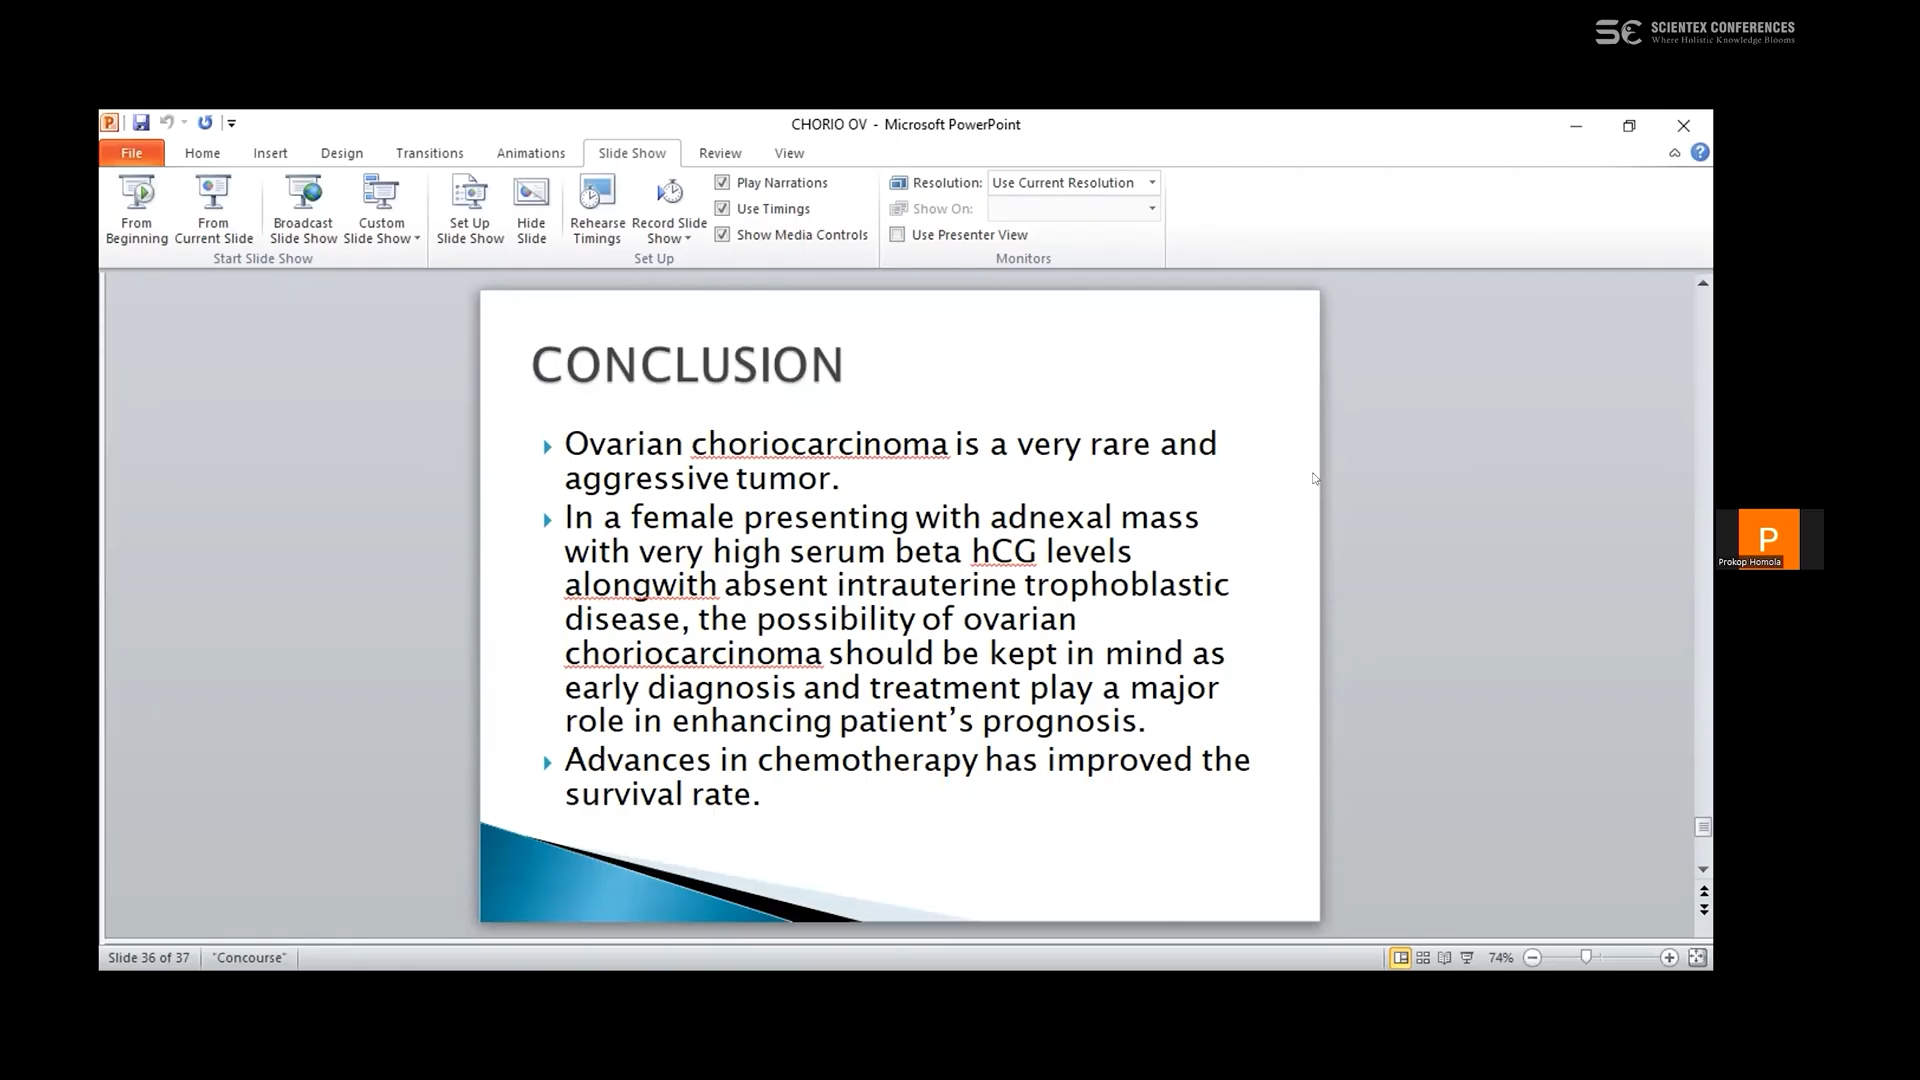 SCIENTEX CONFERENCES
Where Holistic Knowledge Blooms
CHORIO OV - Microsoft PowerPoint
File Home Insert Design Transitions Animations Slide Show Review View
From Beginning
From Current Slide
Broadcast Slide Show
Custom Slide Show
Start Slide Show
Set Up Slide Show
Hide Slide
Rehearse Timings
Record Slide Show
Play Narrations
Use Timings
Show Media Controls
Set Up
Resolution: Use Current Resolution
Show On:
Use Presenter View
Monitors
CONCLUSION
Ovarian choriocarcinoma is a very rare and
aggressive tumor.
In a female presenting with adnexal mass
with very high serum beta hCG levels
alongwith absent intrauterine trophoblastic
disease, the possibility of ovarian
choriocarcinoma should be kept in mind as
early diagnosis and treatment play a major
role in enhancing patient’s prognosis.
Advances in chemotherapy has improved the
survival rate.
P
Prokop Homola
Slide 36 of 37 "Concourse" 74%